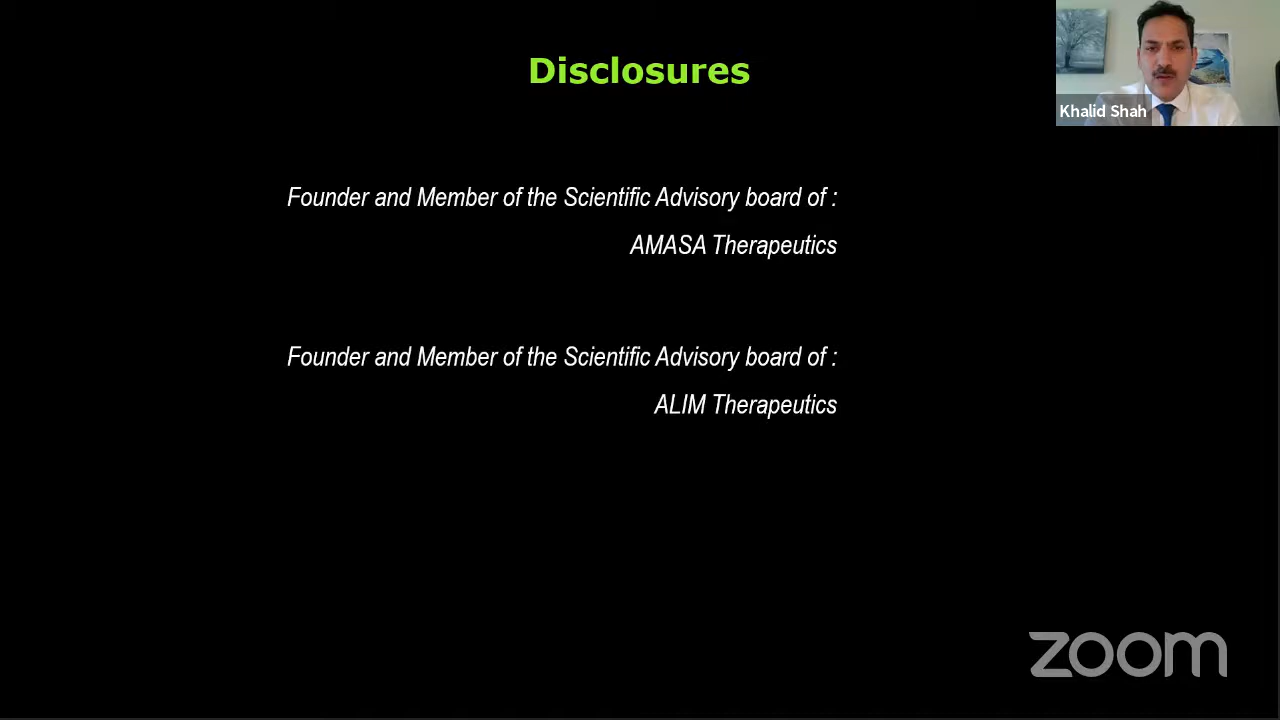 Disclosures
Khalid Shah
Founder and Member of the Scientific Advisory board of :
AMASA Therapeutics
Founder and Member of the Scientific Advisory board of :
ALIM Therapeutics
zoom